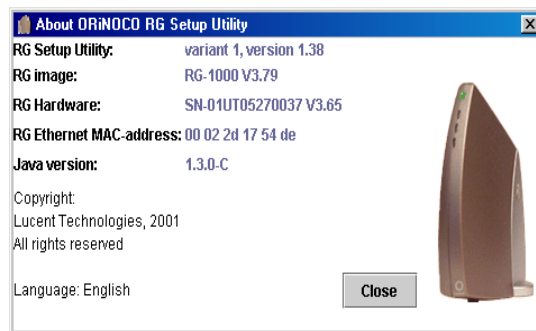 About ORiNOCO RG Setup Utility
RG Setup Utility: variant 1, version 1.38
RG image: RG-1000 V3.79
RG Hardware: SN-01UT05270037 V3.65
RG Ethernet MAC-address: 00 02 2d 17 54 de
Java version: 1.3.0-C
Copyright:
Lucent Technologies, 2001
All rights reserved
Language: English
Close